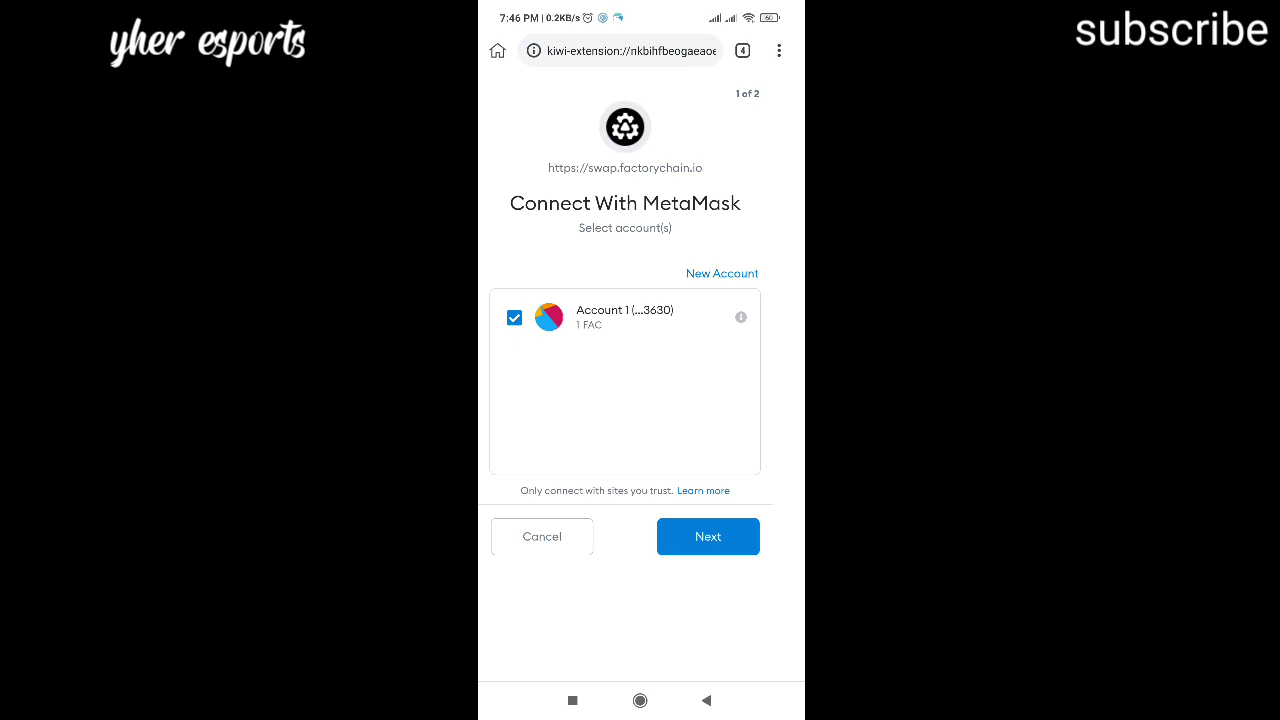 yher esports
subscribe
7:46 PM | 0.2KB/s
60
kiwi-extension://nkbihfbeogaeaoe
4
1 of 2
https://swap.factorychain.io
Connect With MetaMask
Select account(s)
New Account
Account 1 (...3630)
1 FAC
Only connect with sites you trust. Learn more
Cancel
Next